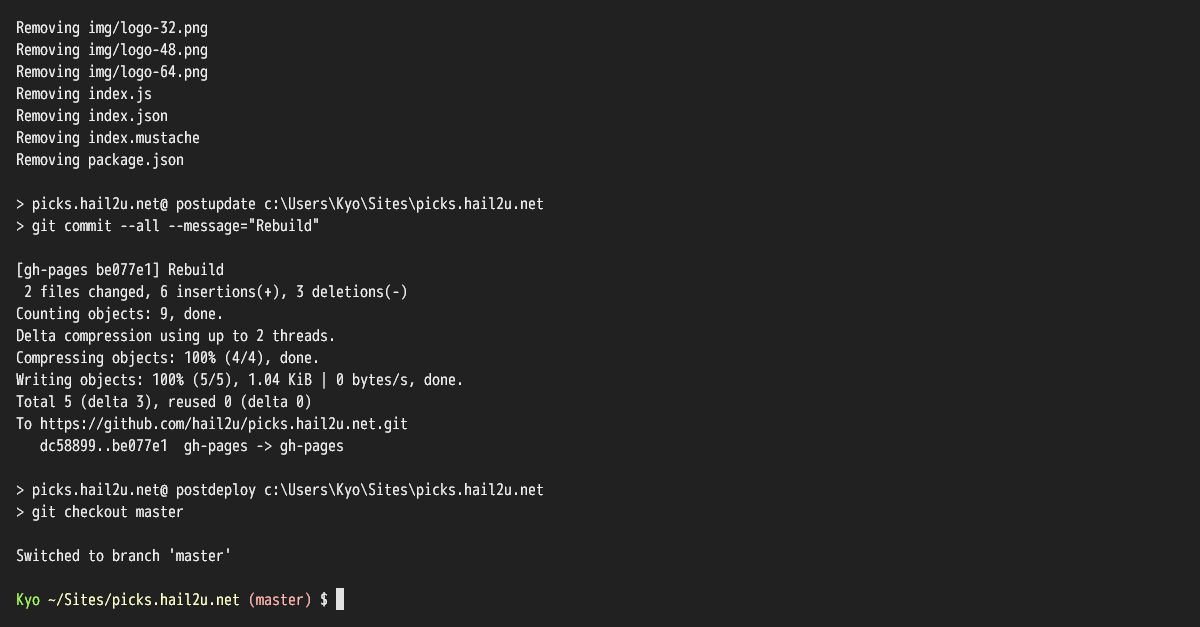 Removing img/logo-32.png
Removing img/logo-48.png
Removing img/logo-64.png
Removing index.js
Removing index.json
Removing index.mustache
Removing package.json
> picks.hail2u.net@ postupdate c:\Users\Kyo\Sites\picks.hail2u.net
> git commit --all --message="Rebuild"
[gh-pages be077e1] Rebuild
 2 files changed, 6 insertions(+), 3 deletions(-)
Counting objects: 9, done.
Delta compression using up to 2 threads.
Compressing objects: 100% (4/4), done.
Writing objects: 100% (5/5), 1.04 KiB | 0 bytes/s, done.
Total 5 (delta 3), reused 0 (delta 0)
To https://github.com/hail2u/picks.hail2u.net.git
   dc58899..be077e1  gh-pages -> gh-pages
> picks.hail2u.net@ postdeploy c:\Users\Kyo\Sites\picks.hail2u.net
> git checkout master
Switched to branch 'master'
Kyo ~/Sites/picks.hail2u.net (master) $